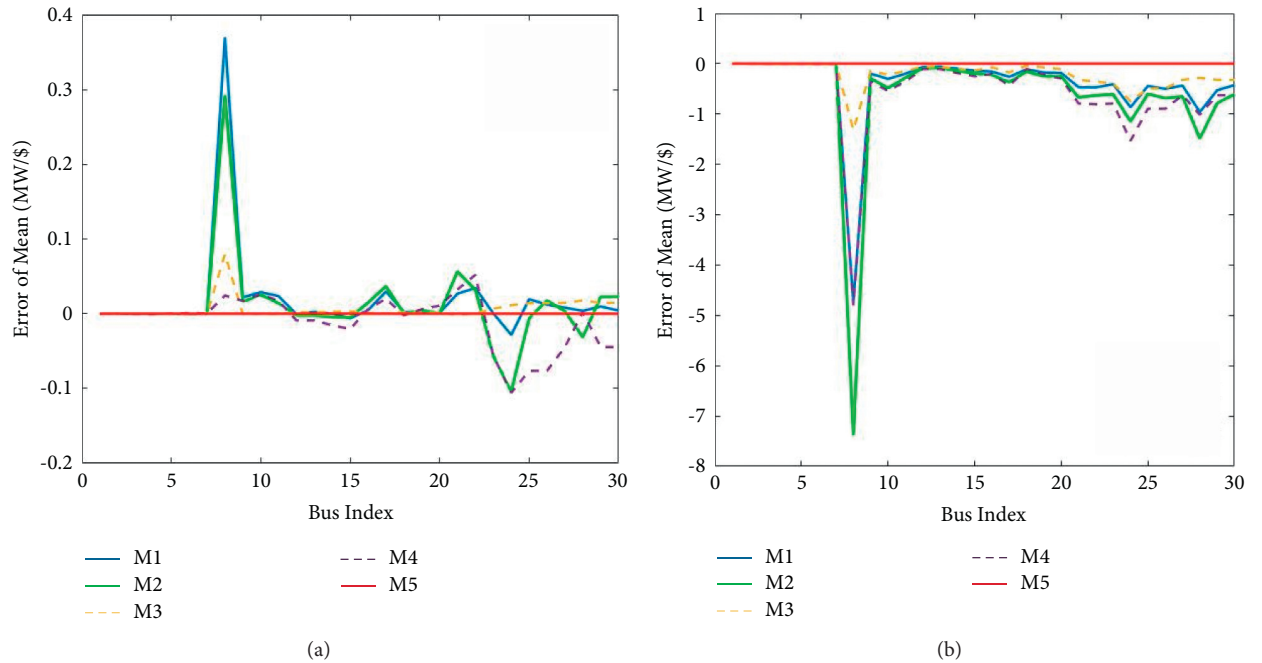 0.4
0.3
0.2
0.1
0
-0.1
-0.2
Error of Mean (MW/$)
0 5 10 15 20 25 30
Bus Index
M1
M2
M3
M4
M5
(a)
1
0
-1
-2
-3
-4
-5
-6
-7
-8
Error of Mean (MW/$)
0 5 10 15 20 25 30
Bus Index
M1
M2
M3
M4
M5
(b)